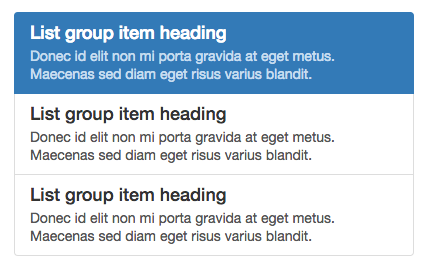 List group item heading
Donec id elit non mi porta gravida at eget metus.
Maecenas sed diam eget risus varius blandit.
List group item heading
Donec id elit non mi porta gravida at eget metus.
Maecenas sed diam eget risus varius blandit.
List group item heading
Donec id elit non mi porta gravida at eget metus.
Maecenas sed diam eget risus varius blandit.